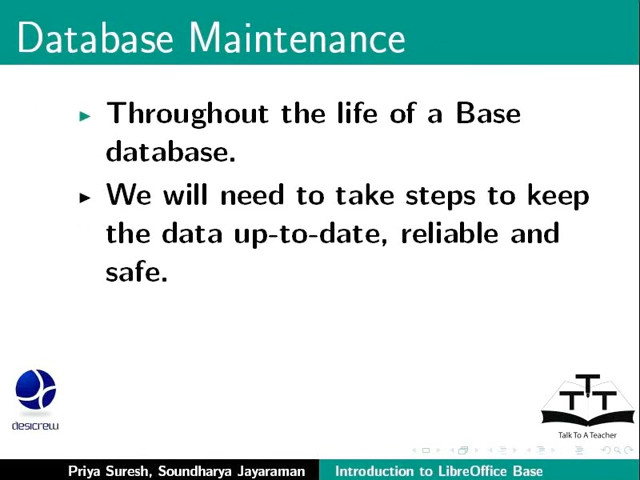 Database Maintenance
Throughout the life of a Base
database.
We will need to take steps to keep
the data up-to-date, reliable and
safe.
desicrew
T T T
Talk To A Teacher
Priya Suresh, Soundharya Jayaraman
Introduction to LibreOffice Base